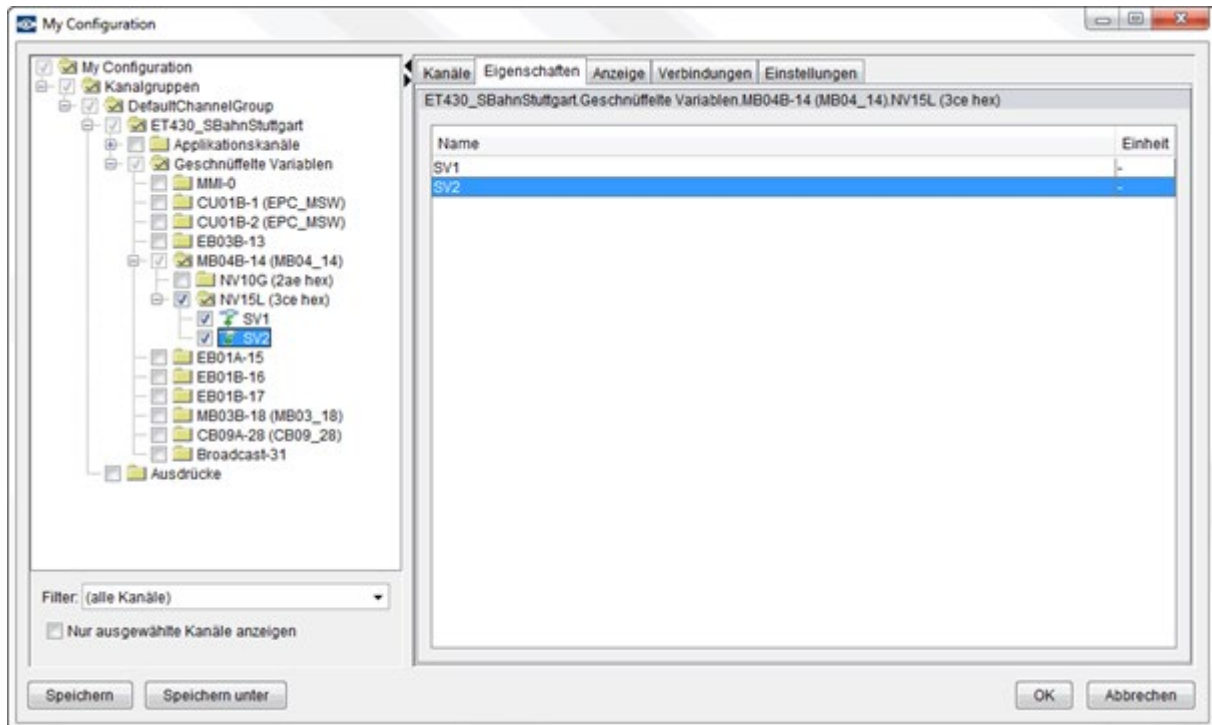 My Configuration
My Configuration
Kanalgruppen
DefaultChannelGroup
ET430_SBahnStuttgart
Applikationskanäle
Geschnüffelte Variablen
MMI-0
CU01B-1 (EPC_MSW)
CU01B-2 (EPC_MSW)
EB03B-13
MB04B-14 (MB04_14)
NV10G (2ae hex)
NV15L (3ce hex)
SV1
SV2
EB01A-15
EB01B-16
EB01B-17
MB03B-18 (MB03_18)
CB09A-28 (CB09_28)
Broadcast-31
Ausdrücke
Filter: (alle Kanäle)
Nur ausgewählte Kanäle anzeigen
Kanäle Eigenschaften Anzeige Verbindungen Einstellungen
ET430_SBahnStuttgart.Geschnüffelte Variablen.MB04B-14 (MB04_14).NV15L (3ce hex)
Name Einheit
SV1 -
SV2 -
Speichern Speichern unter OK Abbrechen